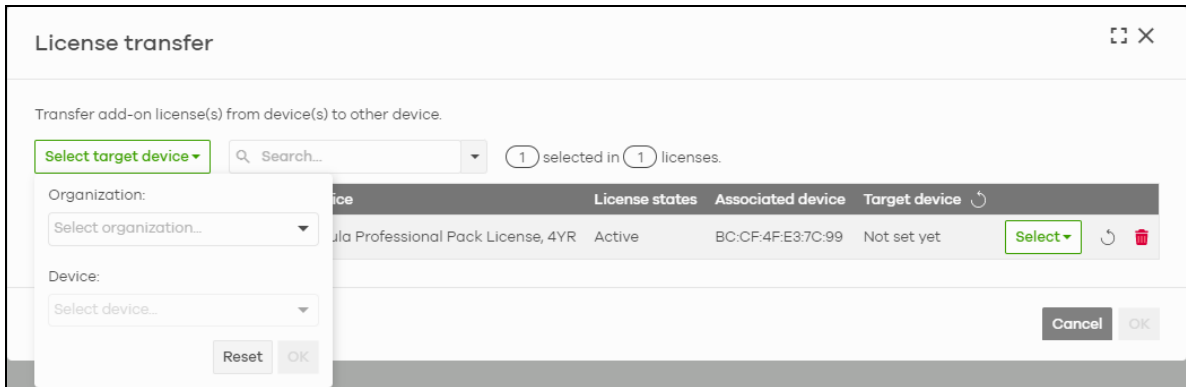 License transfer
Transfer add-on license(s) from device(s) to other device.
Select target device
Search...
1 selected in 1 licenses.
Organization:
Select organization...
Device:
Select device...
Reset
OK
License states
Associated device
Target device
Professional Pack License, 4YR
Active
BC:CF:4F:E3:7C:99
Not set yet
Select
Cancel
OK